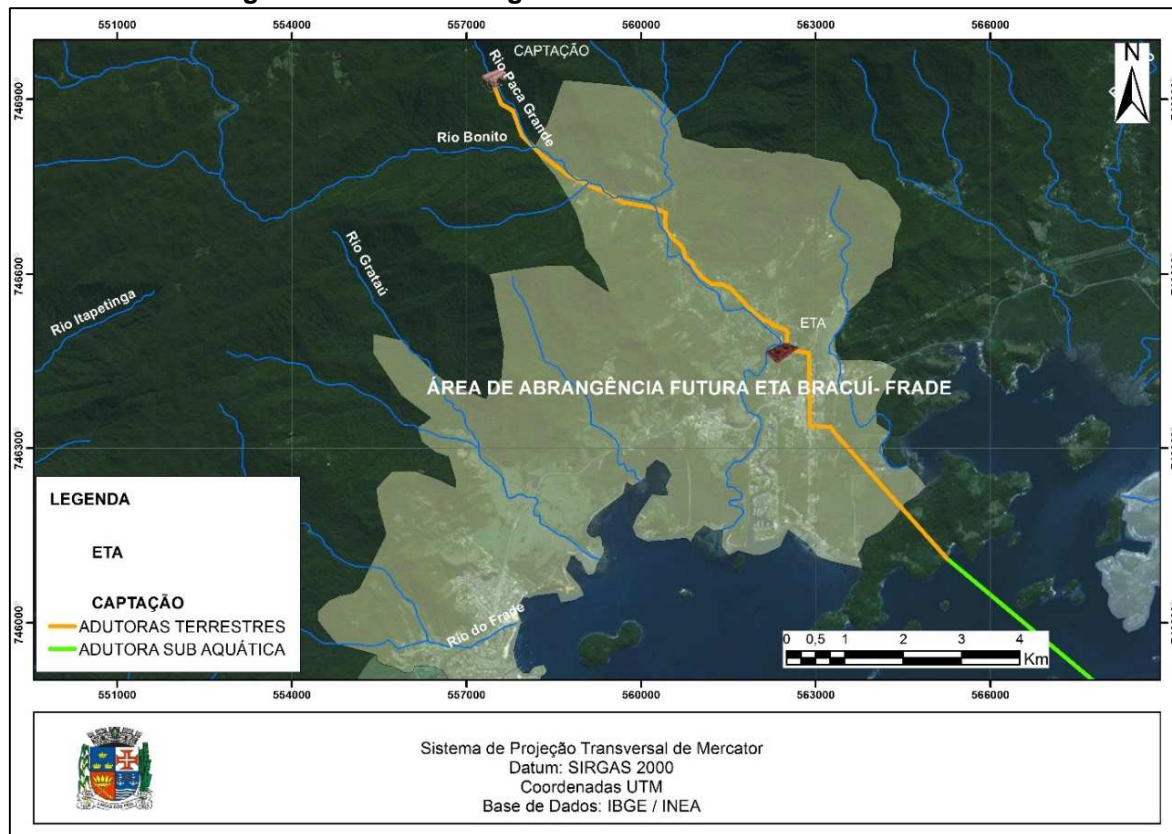 551000 554000 557000 560000 563000 566000
N
CAPTAÇÃO
Rio Paca Grande
Rio Bonito
Rio Grataú
Rio Itapetinga
ETA
ÁREA DE ABRANGÊNCIA FUTURA ETA BRACUÍ- FRADE
Rio do Frade
746600
746300
746000
LEGENDA
ETA
CAPTAÇÃO
ADUTORAS TERRESTRES
ADUTORA SUB AQUÁTICA
0 0,5 1 2 3 4
Km
551000 554000 557000 560000 563000 566000
Sistema de Projeção Transversal de Mercator
Datum: SIRGAS 2000
Coordenadas UTM
Base de Dados: IBGE / INEA